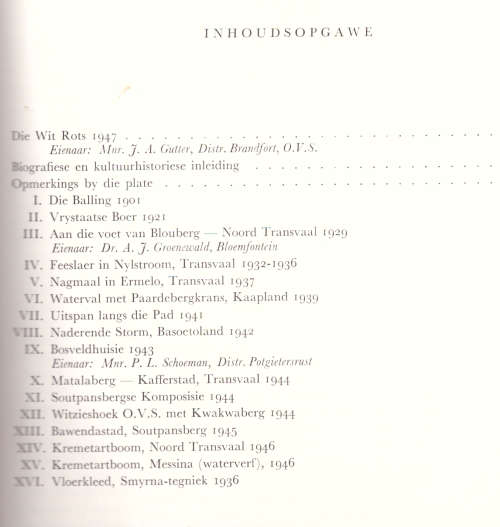 INHOUDSOPGAWE
Die Wit Rots 1947 . . . . . . . . . . . . . . . . . . . . . . . .
Eienaar: Mnr. J. A. Gutter, Distr. Brandfort, O.V.S.
Biografiese en kultuurhistoriese inleiding . . . . . . . . . . . . . . .
Opmerkings by die plate . . . . . . . . . . . . . . . . . . . . .
I. Die Balling 1901
II. Vrystaatse Boer 1921
III. Aan die voet van Blouberg — Noord Transvaal 1929
Eienaar: Dr. A. J. Groenewald, Bloemfontein
IV. Feeslaer in Nylstroom, Transvaal 1932-1936
V. Nagmaal in Ermelo, Transvaal 1937
VI. Waterval met Paardebergkrans, Kaapland 1939
VII. Uitspan langs die Pad 1941
VIII. Naderende Storm, Basoetoland 1942
IX. Bosveldhuisie 1943
Eienaar: Mnr. P. L. Schoeman, Distr. Potgietersrust
X. Matalaberg — Kafferstad, Transvaal 1944
XI. Soutpansbergse Komposisie 1944
XII. Witzieshoek O.V.S. met Kwakwaberg 1944
XIII. Bawendastad, Soutpansberg 1945
XIV. Kremetartboom, Noord Transvaal 1946
XV. Kremetartboom, Messina (waterverf), 1946
XVI. Vloerkleed, Smyrna-tegniek 1936